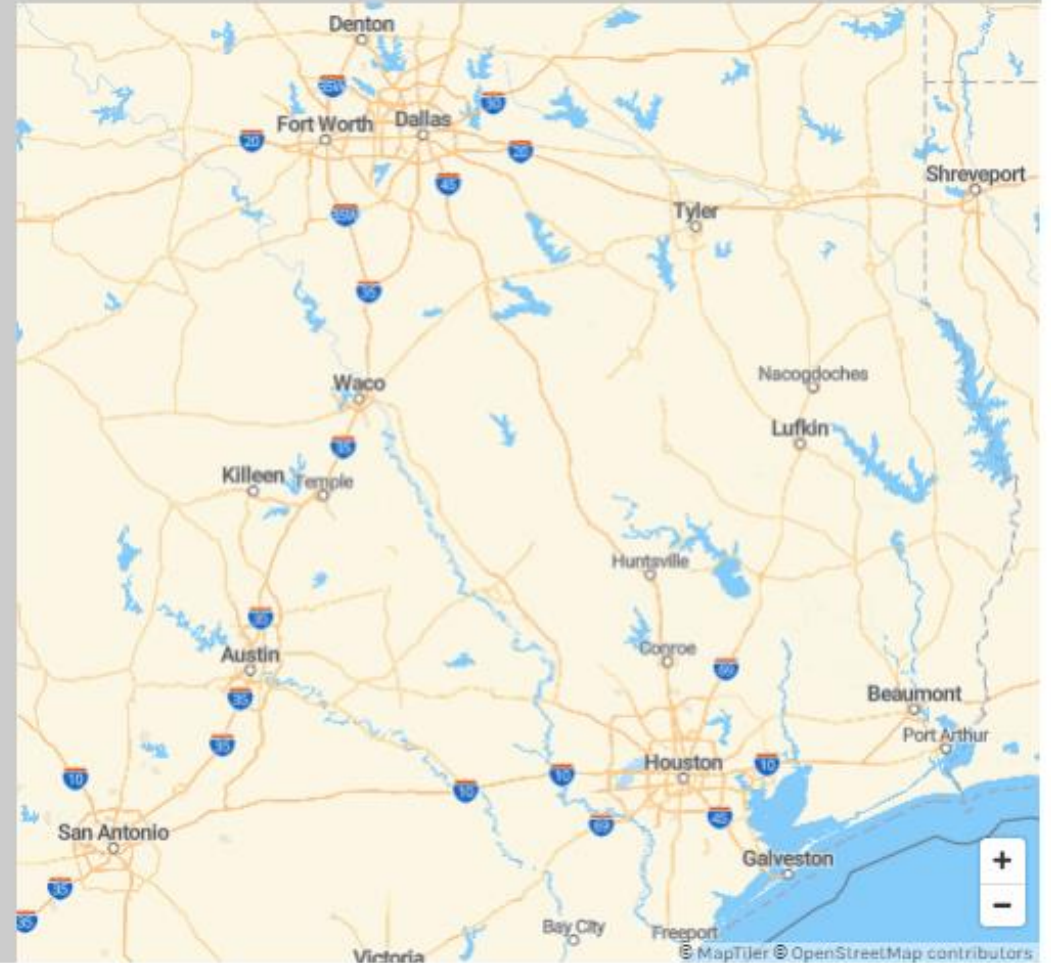 Denton
35W
30
Fort Worth
Dallas
20
20
45
Shreveport
35W
Tyler
35
Nacogdoches
Waco
Lufkin
35
Killeen
Temple
Huntsville
35
Conroe
Austin
69
35
Beaumont
Port Arthur
35
Houston
10
10
10
10
San Antonio
69
45
Galveston
+
35
−
35
Bay City
Freeport
Victoria
© MapTiler © OpenStreetMap contributors